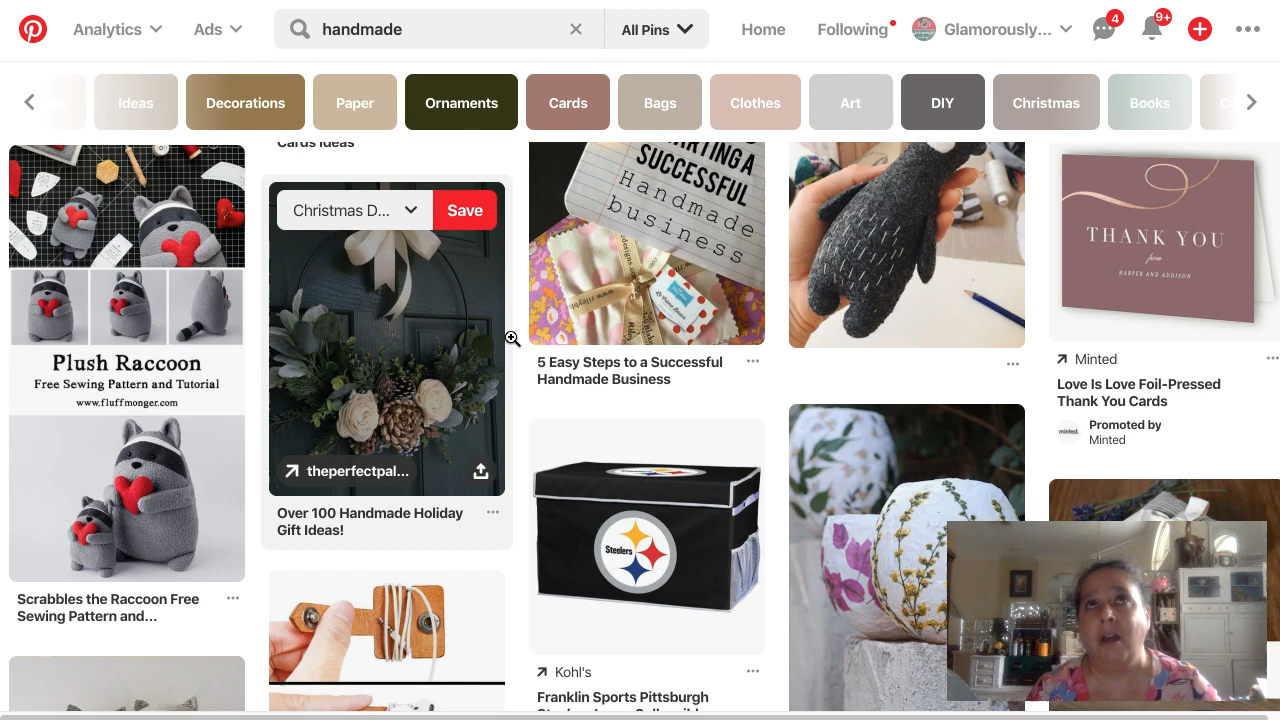 Analytics
Ads
handmade
All Pins
Home
Following
Glamorously...
4
9+
Ideas
Decorations
Paper
Ornaments
Cards
Bags
Clothes
Art
DIY
Christmas
Books
Plush Raccoon
Free Sewing Pattern and Tutorial
www.fluffmonger.com
Scrabbles the Raccoon Free
Sewing Pattern and...
Cards Ideas
Christmas D...
Save
theperfectpal...
Over 100 Handmade Holiday
Gift Ideas!
SUCCESSFUL
Handmade
business
5 Easy Steps to a Successful
Handmade Business
Steelers
Kohl's
Franklin Sports Pittsburgh
THANK YOU
from
HARPER AND ADDISON
Minted
Love Is Love Foil-Pressed
Thank You Cards
minted.
Promoted by
Minted